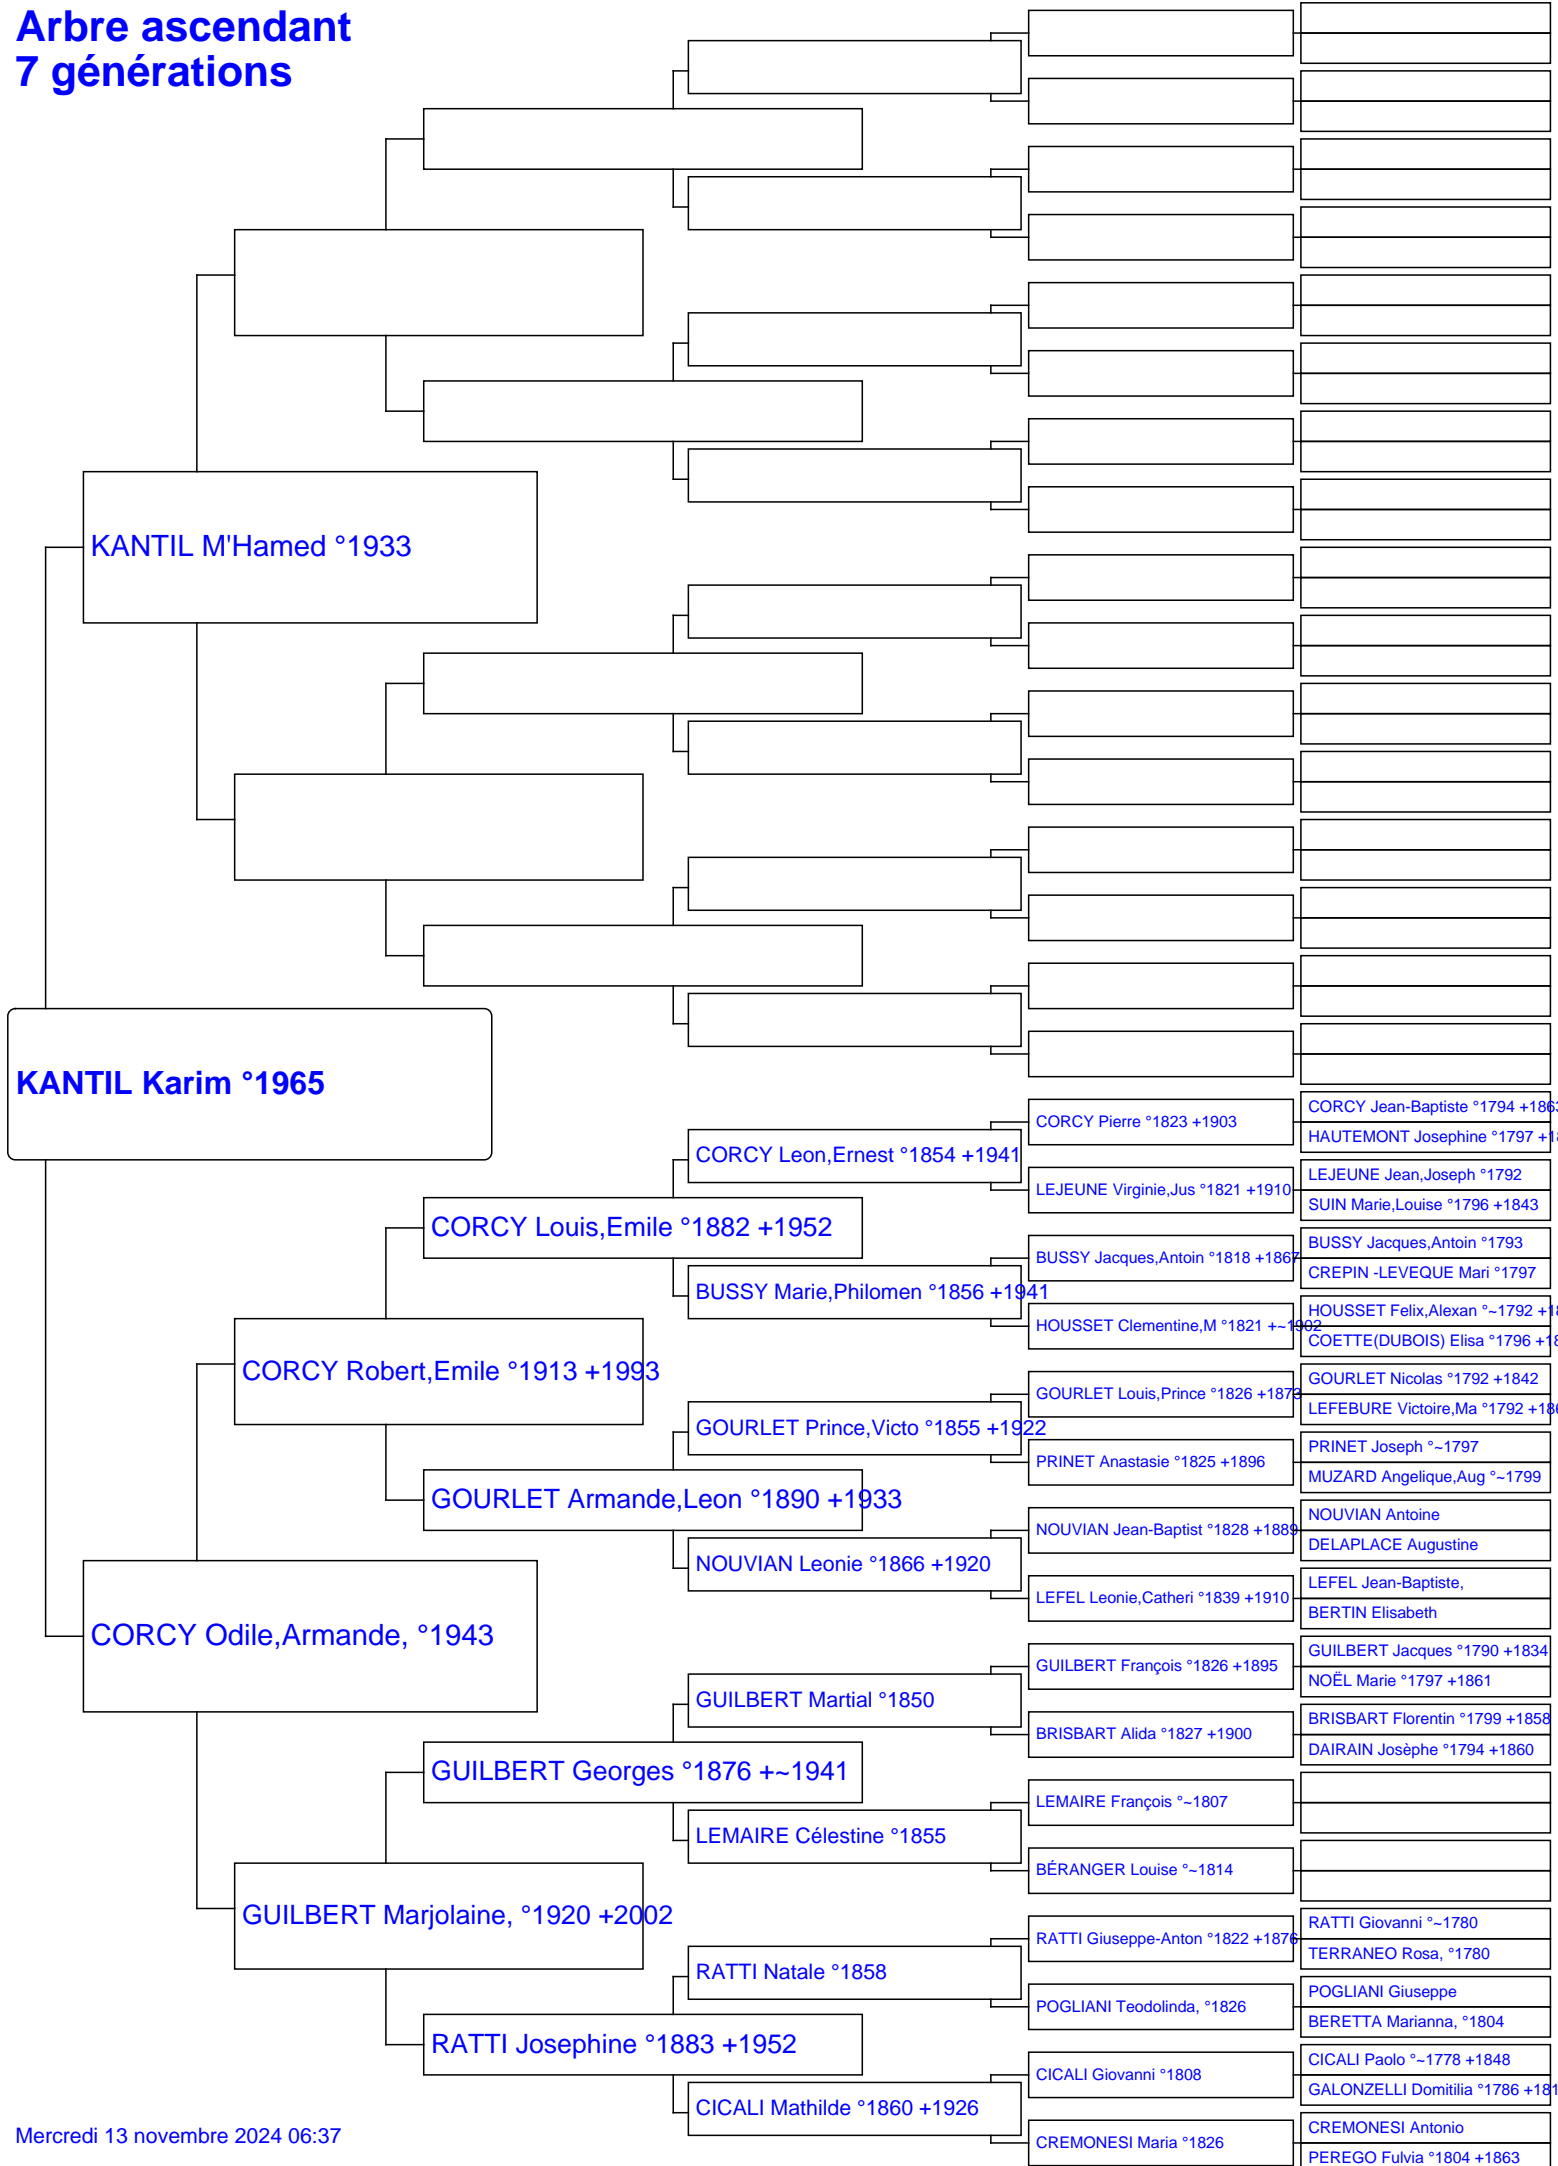 Arbre ascendant
7 générations
KANTIL M'Hamed °1933
KANTIL Karim °1965
CORCY Jean-Baptiste °1794 +1863
CORCY Pierre °1823 +1903
HAUTEMONT Josephine °1797 +18
CORCY Leon,Ernest °1854 +1941
LEJEUNE Jean,Joseph °1792
LEJEUNE Virginie,Jus °1821 +1910
SUIN Marie,Louise °1796 +1843
CORCY Louis,Emile °1882 +1952
BUSSY Jacques,Antoin °1793
BUSSY Jacques,Antoin °1818 +1867
CREPIN -LEVEQUE Mari °1797
BUSSY Marie,Philomen °1856 +1941
HOUSSET Felix,Alexan °~1792 +18
HOUSSET Clementine,M °1821 +~1902
COETTE(DUBOIS) Elisa °1796 +18
CORCY Robert,Emile °1913 +1993
GOURLET Nicolas °1792 +1842
GOURLET Louis,Prince °1826 +1873
LEFEBURE Victoire,Ma °1792 +186
GOURLET Prince,Victo °1855 +1922
PRINET Joseph °~1797
PRINET Anastasie °1825 +1896
MUZARD Angelique,Aug °~1799
GOURLET Armande,Leon °1890 +1933
NOUVIAN Antoine
NOUVIAN Jean-Baptist °1828 +1889
DELAPLACE Augustine
NOUVIAN Leonie °1866 +1920
LEFEL Jean-Baptiste,
LEFEL Leonie,Catheri °1839 +1910
BERTIN Elisabeth
CORCY Odile,Armande, °1943
GUILBERT Jacques °1790 +1834
GUILBERT François °1826 +1895
NOËL Marie °1797 +1861
GUILBERT Martial °1850
BRISBART Florentin °1799 +1858
BRISBART Alida °1827 +1900
DAIRAIN Josèphe °1794 +1860
GUILBERT Georges °1876 +~1941
LEMAIRE François °~1807
LEMAIRE Célestine °1855
BÉRANGER Louise °~1814
GUILBERT Marjolaine, °1920 +2002
RATTI Giovanni °~1780
RATTI Giuseppe-Anton °1822 +1876
TERRANEO Rosa, °1780
RATTI Natale °1858
POGLIANI Giuseppe
POGLIANI Teodolinda, °1826
BERETTA Marianna, °1804
RATTI Josephine °1883 +1952
CICALI Paolo °~1778 +1848
CICALI Giovanni °1808
GALONZELLI Domitilia °1786 +181
CICALI Mathilde °1860 +1926
CREMONESI Antonio
CREMONESI Maria °1826
PEREGO Fulvia °1804 +1863
Mercredi 13 novembre 2024 06:37